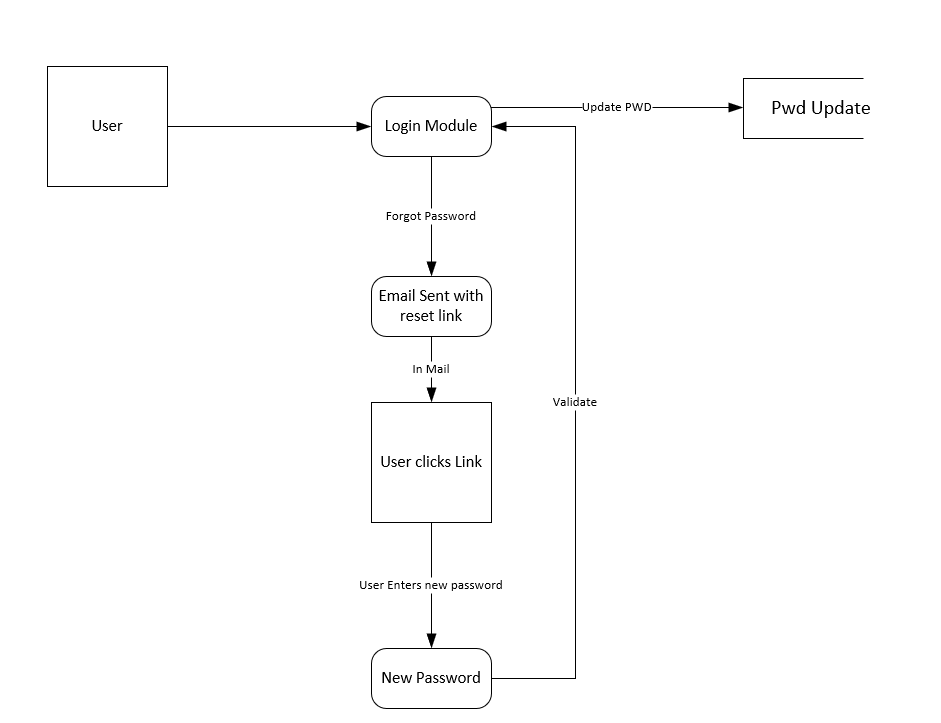 User
Login Module
Update PWD
Pwd Update
Forgot Password
Email Sent with
reset link
In Mail
Validate
User clicks Link
User Enters new password
New Password